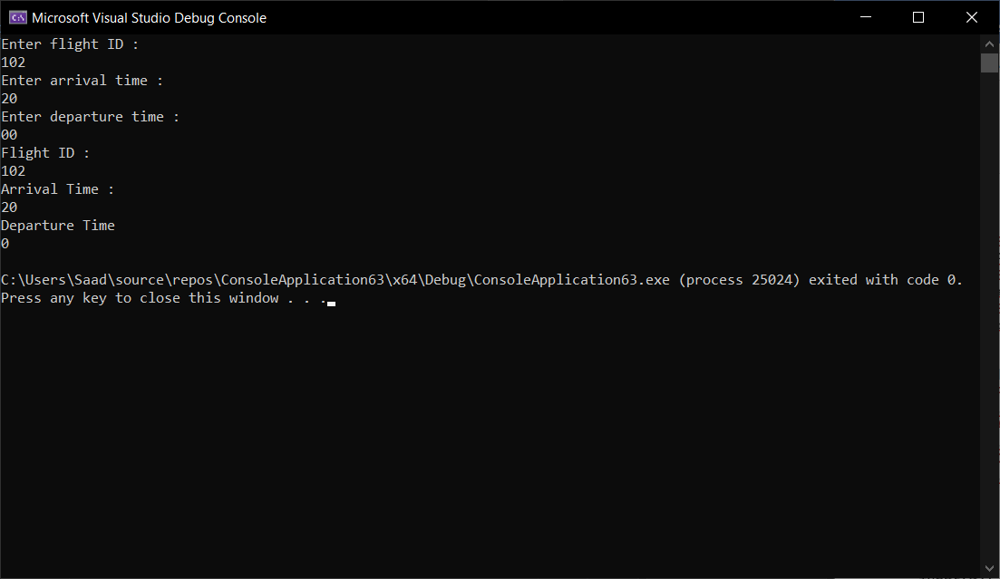 Microsoft Visual Studio Debug Console
Enter flight ID :
102
Enter arrival time :
20
Enter departure time :
00
Flight ID :
102
Arrival Time :
20
Departure Time
0
C:\Users\Saad\source\repos\ConsoleApplication63\x64\Debug\ConsoleApplication63.exe (process 25024) exited with code 0.
Press any key to close this window . . .